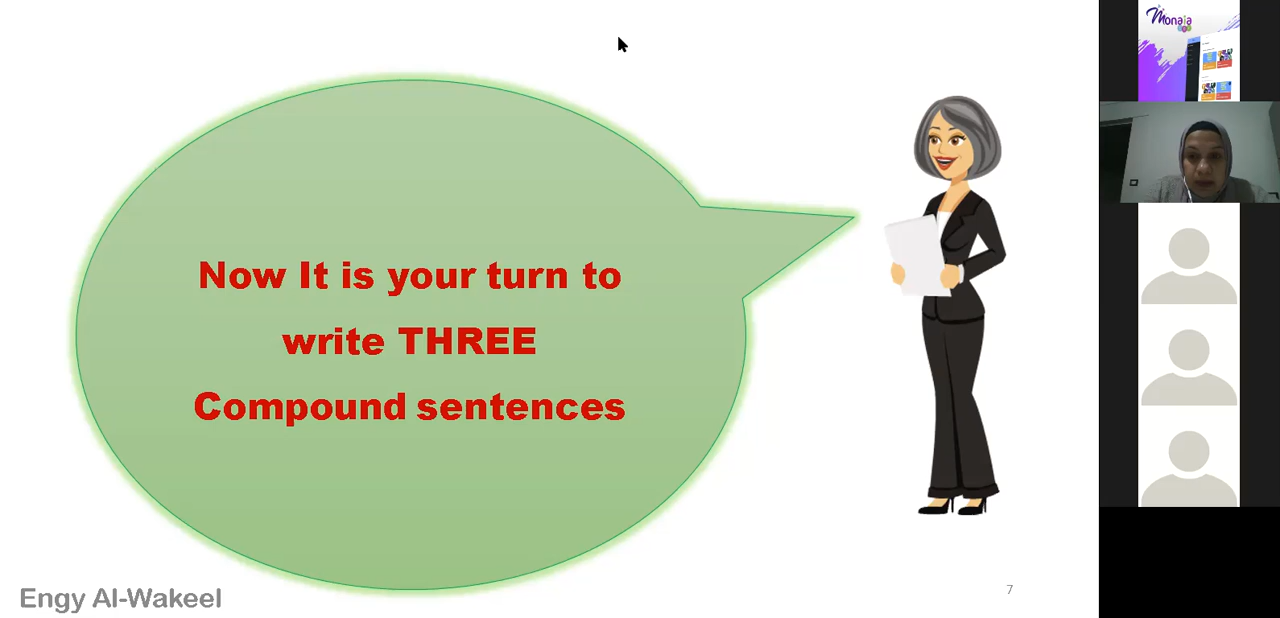 Now It is your turn to
write THREE
Compound sentences
Engy Al-Wakeel
7
Monaia